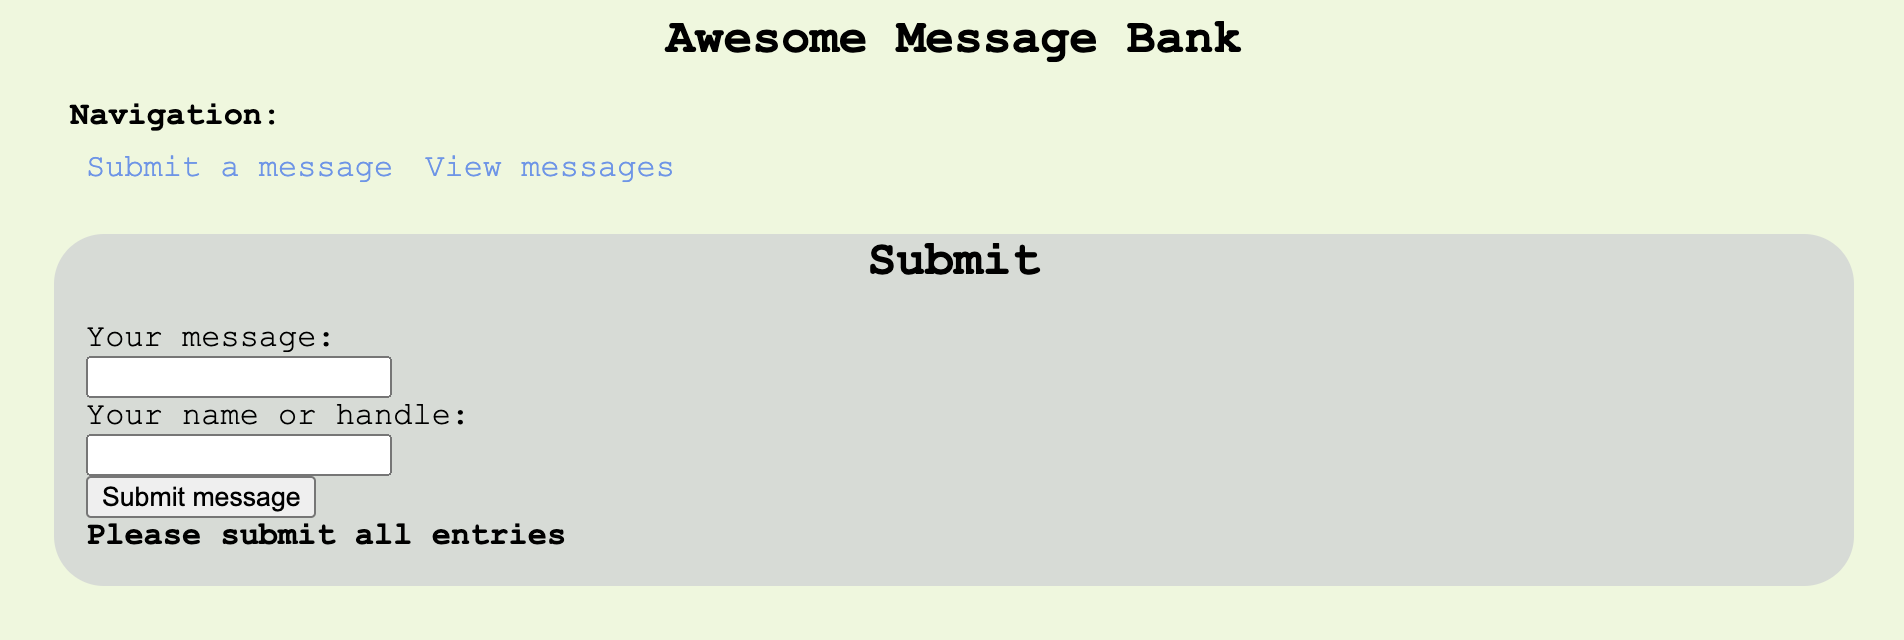 Awesome Message Bank
Navigation:
Submit a message View messages
Submit
Your message:
Your name or handle:
Submit message
Please submit all entries